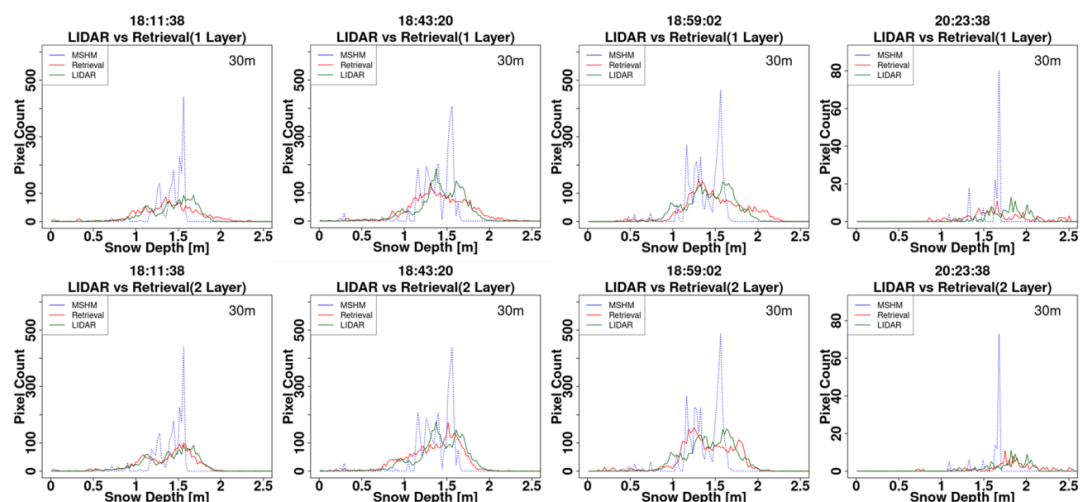 18:11:38
LIDAR vs Retrieval(1 Layer)
MSHM
Retrieval
LIDAR
30m
Pixel Count
500
300
100
0
0 0.5 1 1.5 2 2.5
Snow Depth [m]
18:43:20
LIDAR vs Retrieval(1 Layer)
MSHM
Retrieval
LIDAR
30m
Pixel Count
500
300
100
0
0 0.5 1 1.5 2 2.5
Snow Depth [m]
18:59:02
LIDAR vs Retrieval(1 Layer)
MSHM
Retrieval
LIDAR
30m
Pixel Count
500
300
100
0
0 0.5 1 1.5 2 2.5
Snow Depth [m]
20:23:38
LIDAR vs Retrieval(1 Layer)
MSHM
Retrieval
LIDAR
30m
Pixel Count
80
60
40
20
0
0 0.5 1 1.5 2 2.5
Snow Depth [m]
18:11:38
LIDAR vs Retrieval(2 Layer)
MSHM
Retrieval
LIDAR
30m
Pixel Count
500
300
100
0
0 0.5 1 1.5 2 2.5
Snow Depth [m]
18:43:20
LIDAR vs Retrieval(2 Layer)
MSHM
Retrieval
LIDAR
30m
Pixel Count
500
300
100
0
0 0.5 1 1.5 2 2.5
Snow Depth [m]
18:59:02
LIDAR vs Retrieval(2 Layer)
MSHM
Retrieval
LIDAR
30m
Pixel Count
500
300
100
0
0 0.5 1 1.5 2 2.5
Snow Depth [m]
20:23:38
LIDAR vs Retrieval(2 Layer)
MSHM
Retrieval
LIDAR
30m
Pixel Count
80
60
40
20
0
0 0.5 1 1.5 2 2.5
Snow Depth [m]